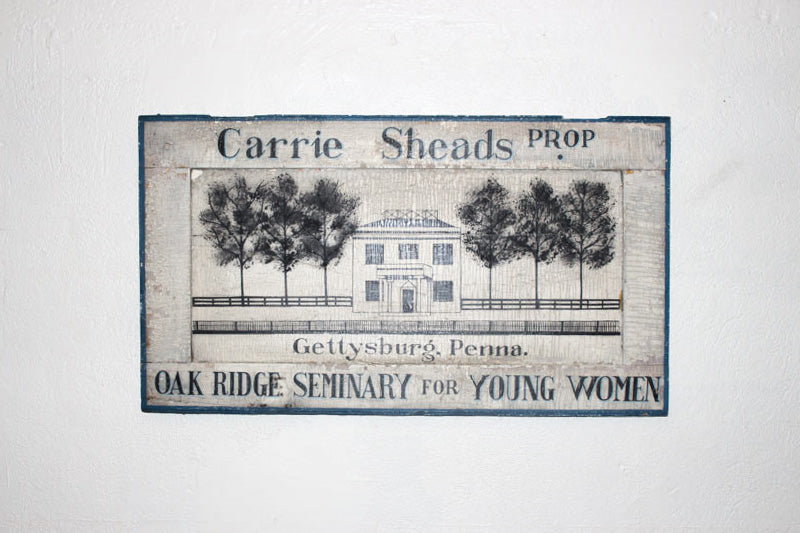 Carrie Sheads PROP
Gettysburg, Penna.
OAK RIDGE SEMINARY FOR YOUNG WOMEN